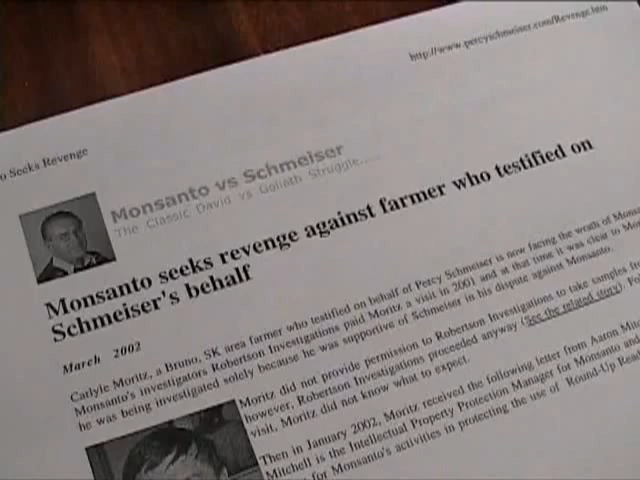 http://www.percyschmeiser.com/Revenge.htm
o Seeks Revenge
Monsanto vs Schmeiser
The Classic David vs Goliath Struggle.....
Monsanto seeks revenge against farmer who testified on
Schmeiser's behalf
March 2002
Carlyle Moritz, a Bruno, SK area farmer who testified on behalf of Percy Schmeiser is now facing the wrath of Monsa
Monsanto's investigators Robertson Investigations paid Moritz a visit in 2001 and at that time it was clear to Mor
he was being investigated solely because he was supportive of Schmeiser in his dispute against Monsanto.
Moritz did not provide permission to Robertson Investigations to take samples fro
however, Robertson Investigations proceeded anyway (See the related story). Fo
visit, Moritz did not know what to expect.
Then in January 2002, Moritz received the following letter from Aaron Mi
Mitchell is the Intellectual Property Protection Manager for Monsanto and
for Monsanto's activities in protecting the use of Round-Up Rea